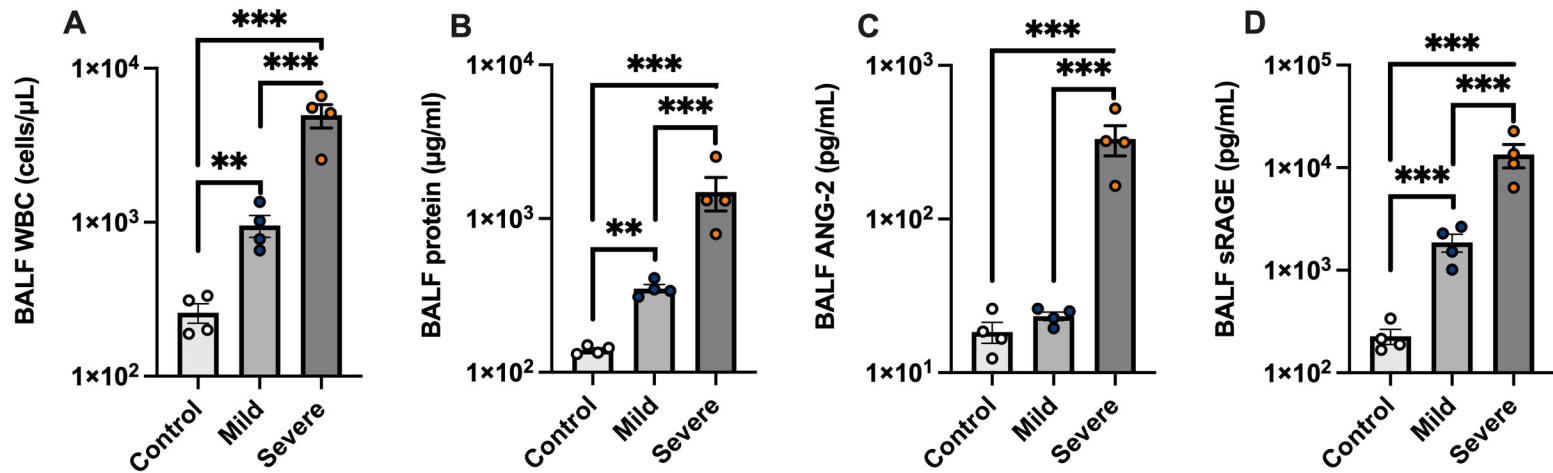 A
BALF WBC (cells/μL)
1×10⁴
1×10³
1×10²
***
***
**
Control
Mild
Severe
B
BALF protein (μg/ml)
1×10⁴
1×10³
1×10²
***
***
**
Control
Mild
Severe
C
BALF ANG-2 (pg/mL)
1×10³
1×10²
1×10¹
***
***
Control
Mild
Severe
D
BALF sRAGE (pg/mL)
1×10⁵
1×10⁴
1×10³
1×10²
***
***
***
Control
Mild
Severe